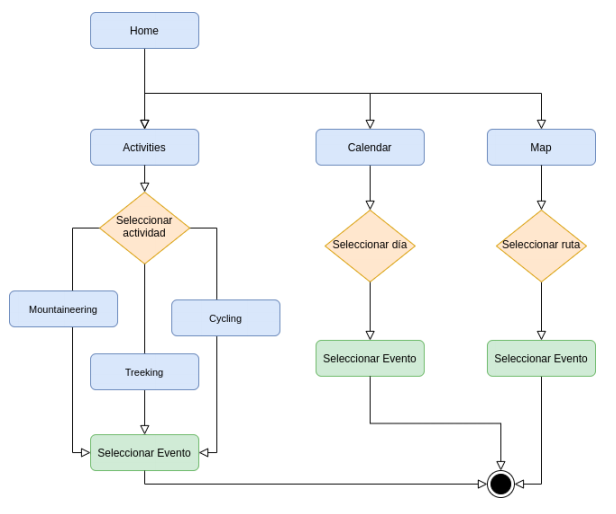 Home
Activities
Calendar
Map
Seleccionar
actividad
Seleccionar día
Seleccionar ruta
Mountaineering
Cycling
Treeking
Seleccionar Evento
Seleccionar Evento
Seleccionar Evento